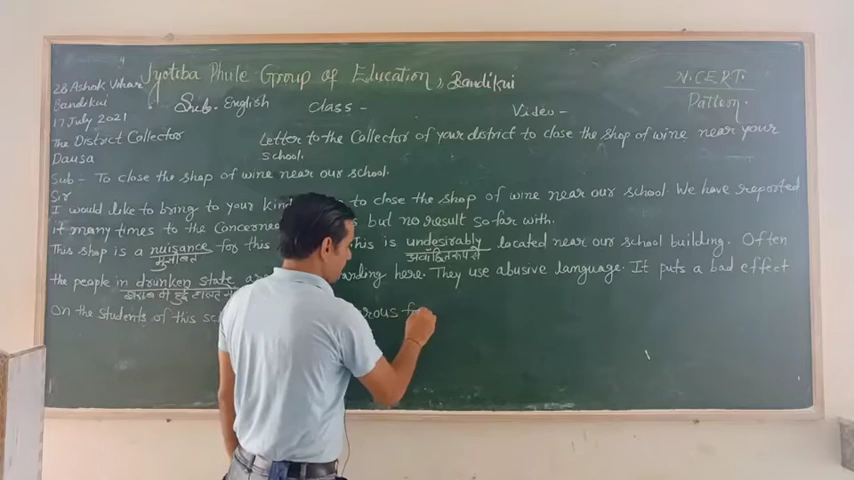 Jyotiba Phule Group of Education, Bandikui
N.C.E.R.T.
Pattern
Sub- English Class - Video -
28 Ashok Vihar
Bandikui
17 July 2021
The District Collector
Dausa
Letter to the Collector of your district to close the shop of wine near your
school.
Sub - To close the shop of wine near our school.
Sir
I would like to bring to your kind to close the shop of wine near our school. We have reported
it many times to the Concerne but no result so far with.
This shop is a nuisance for this This is undesirably located near our school building. Often
मुसीबत अवांछित रूप से
the people in drunken state anding here. They use abusive language. It puts a bad effect
शराब पी हुई हालत
On the students of this sc rous f